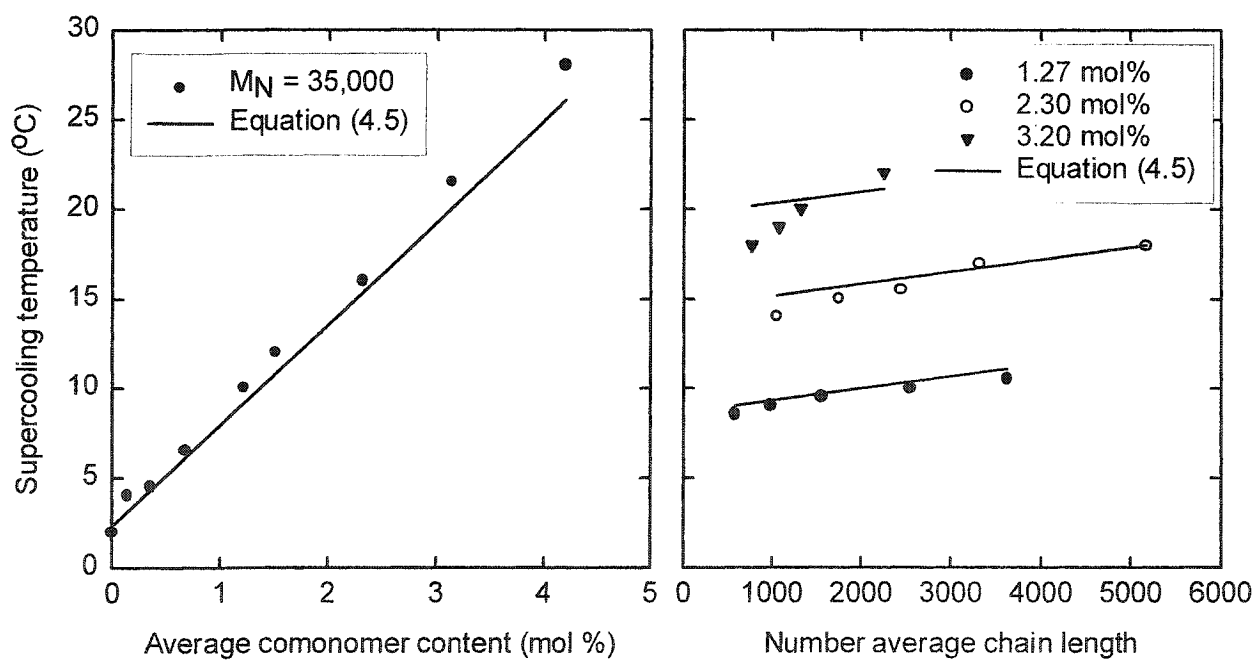 Supercooling temperature (°C)
30
25
20
15
10
5
0
M_N = 35,000
Equation (4.5)
0 1 2 3 4 5
Average comonomer content (mol %)
1.27 mol%
2.30 mol%
3.20 mol%
Equation (4.5)
0 1000 2000 3000 4000 5000 6000
Number average chain length